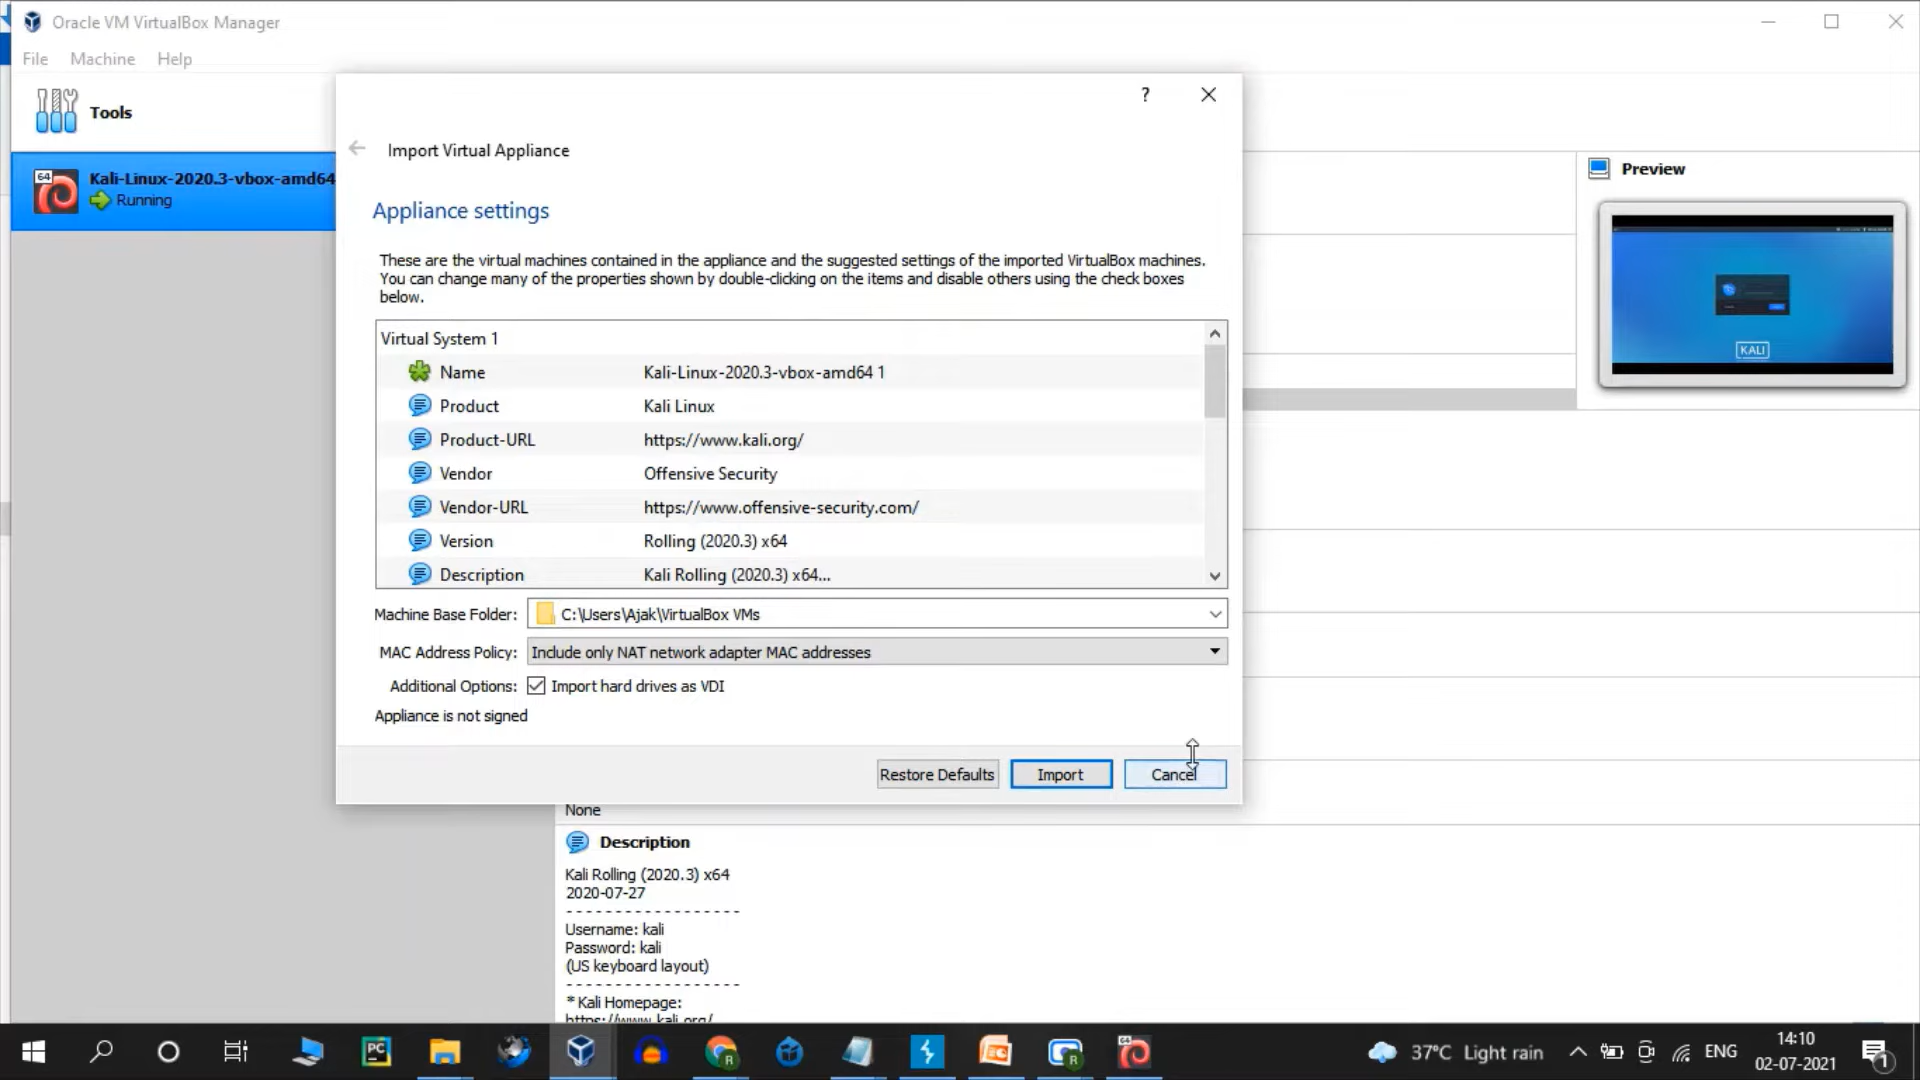 Oracle VM VirtualBox Manager
File Machine Help
Tools
64
Kali-Linux-2020.3-vbox-amd64
Running
?
Import Virtual Appliance
Appliance settings
These are the virtual machines contained in the appliance and the suggested settings of the imported VirtualBox machines.
You can change many of the properties shown by double-clicking on the items and disable others using the check boxes
below.
Virtual System 1
Name Kali-Linux-2020.3-vbox-amd64 1
Product Kali Linux
Product-URL https://www.kali.org/
Vendor Offensive Security
Vendor-URL https://www.offensive-security.com/
Version Rolling (2020.3) x64
Description Kali Rolling (2020.3) x64...
Machine Base Folder: C:\Users\Ajak\VirtualBox VMs
MAC Address Policy: Include only NAT network adapter MAC addresses
Additional Options: Import hard drives as VDI
Appliance is not signed
Restore Defaults Import Cancel
Preview
KALI
None
Description
Kali Rolling (2020.3) x64
2020-07-27
- - - - - - - - - - - - - - - - - -
Username: kali
Password: kali
(US keyboard layout)
- - - - - - - - - - - - - - - - - -
* Kali Homepage:
https://www.kali.org/
PC R R 64
37°C Light rain ENG
14:10
02-07-2021
1